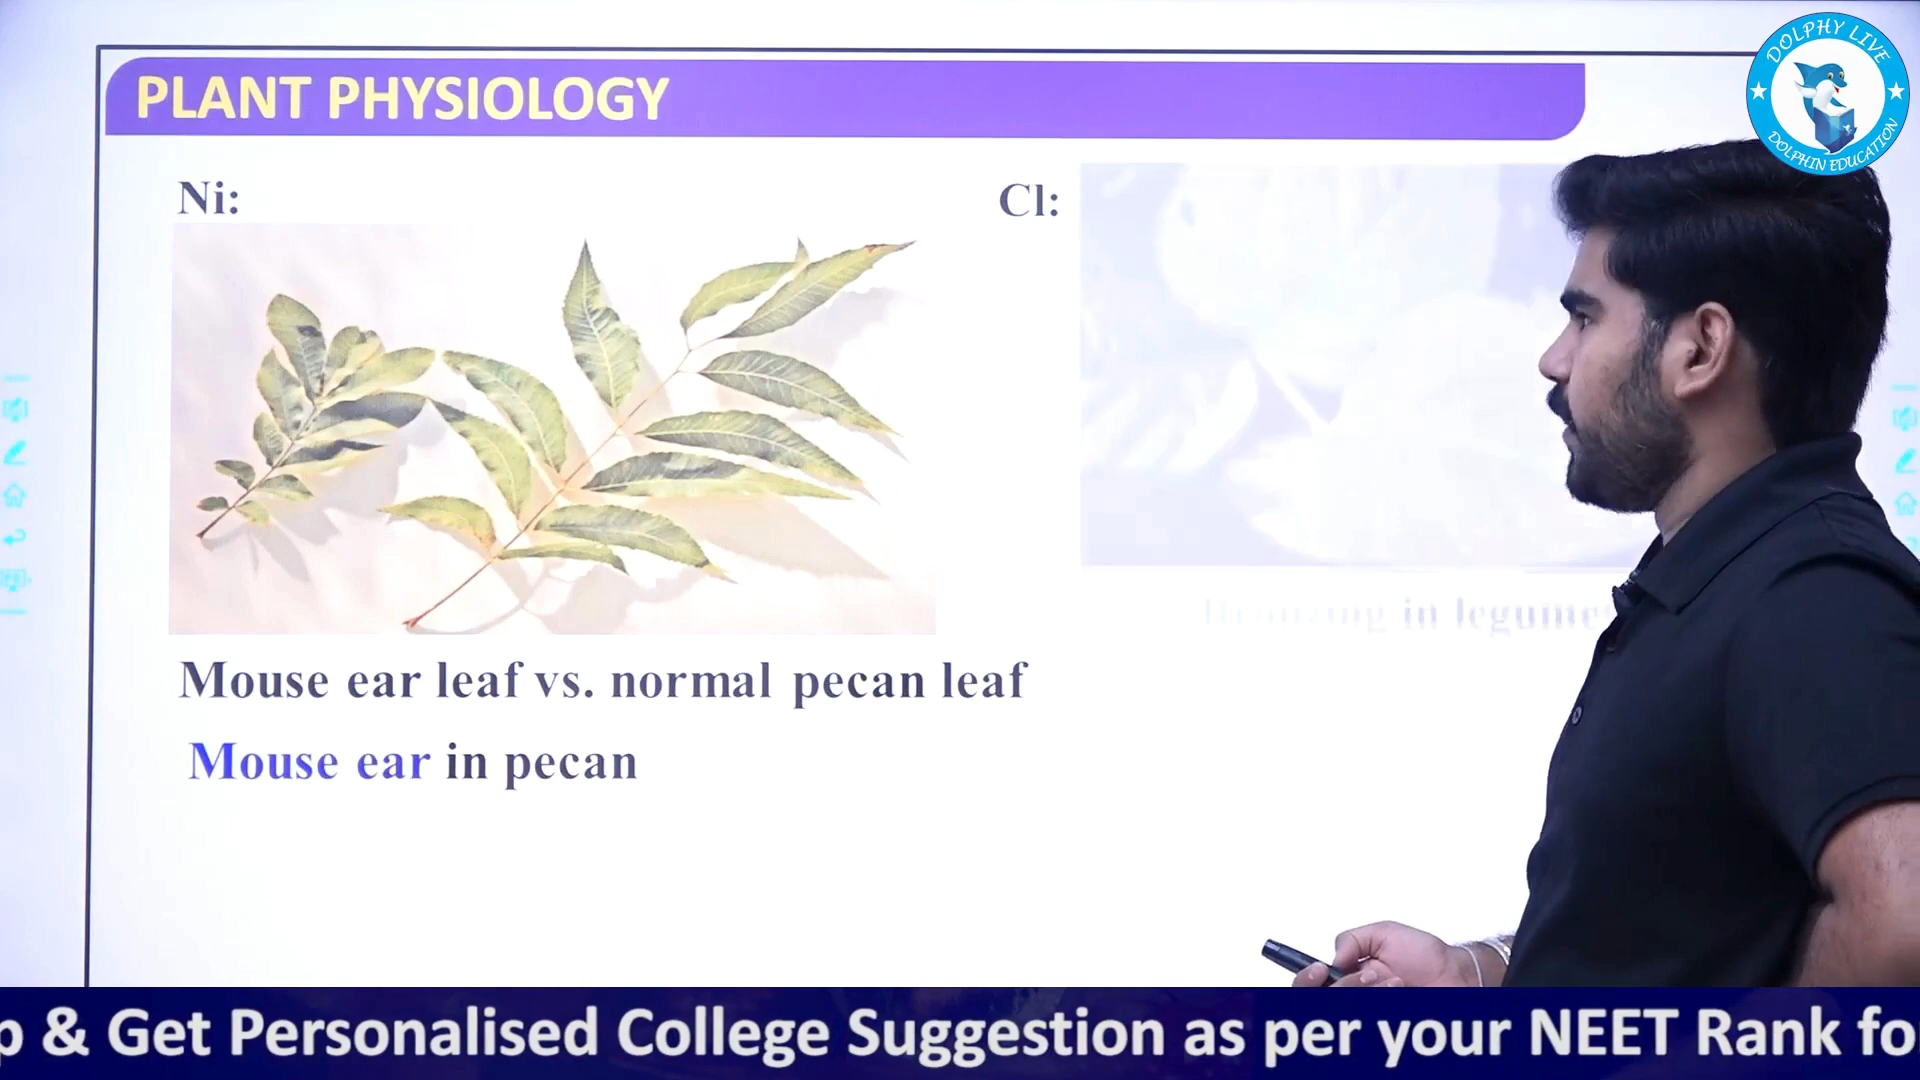 DOLPHY LIVE
DOLPHIN EDUCATION
PLANT PHYSIOLOGY
Ni:
Cl:
Bronzing in legume
Mouse ear leaf vs. normal pecan leaf
Mouse ear in pecan
& Get Personalised College Suggestion as per your NEET Rank fo